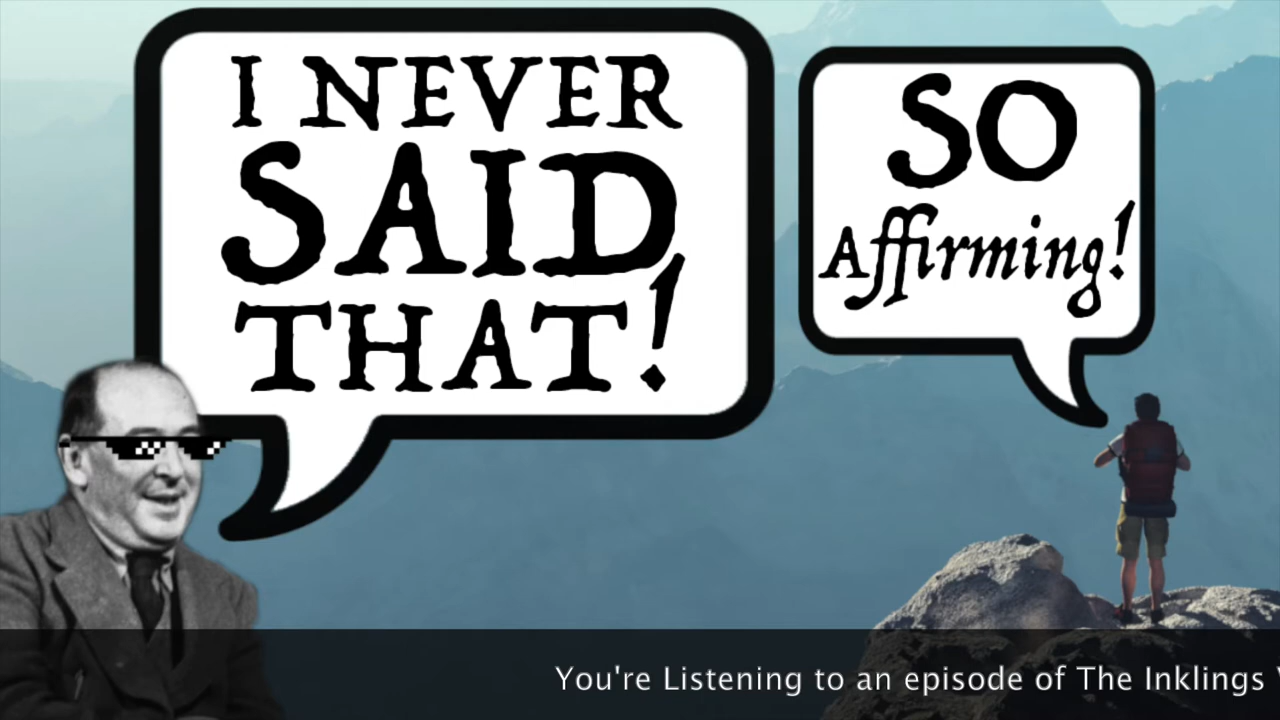 I NEVER
SAID
THAT!
SO
Affirming!
You're Listening to an episode of The Inklings